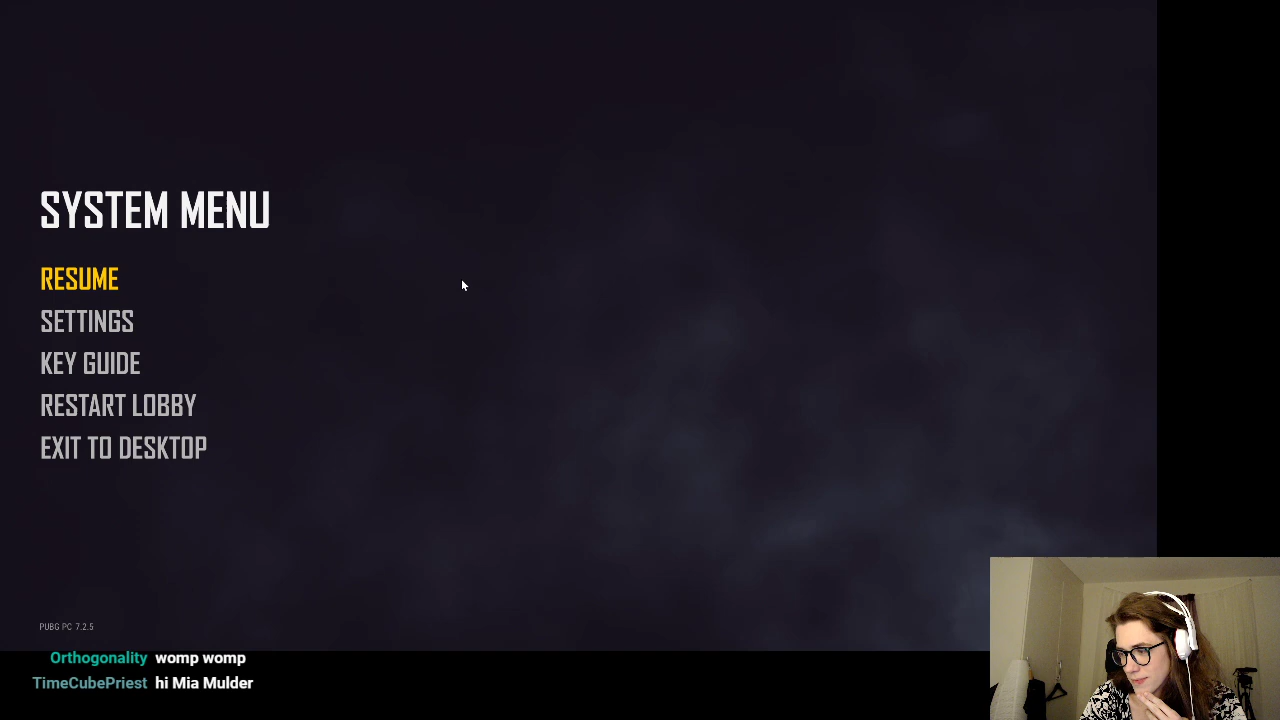 SYSTEM MENU
RESUME
SETTINGS
KEY GUIDE
RESTART LOBBY
EXIT TO DESKTOP
PUBG PC 7.2.5
Orthogonality womp womp
TimeCubePriest hi Mia Mulder